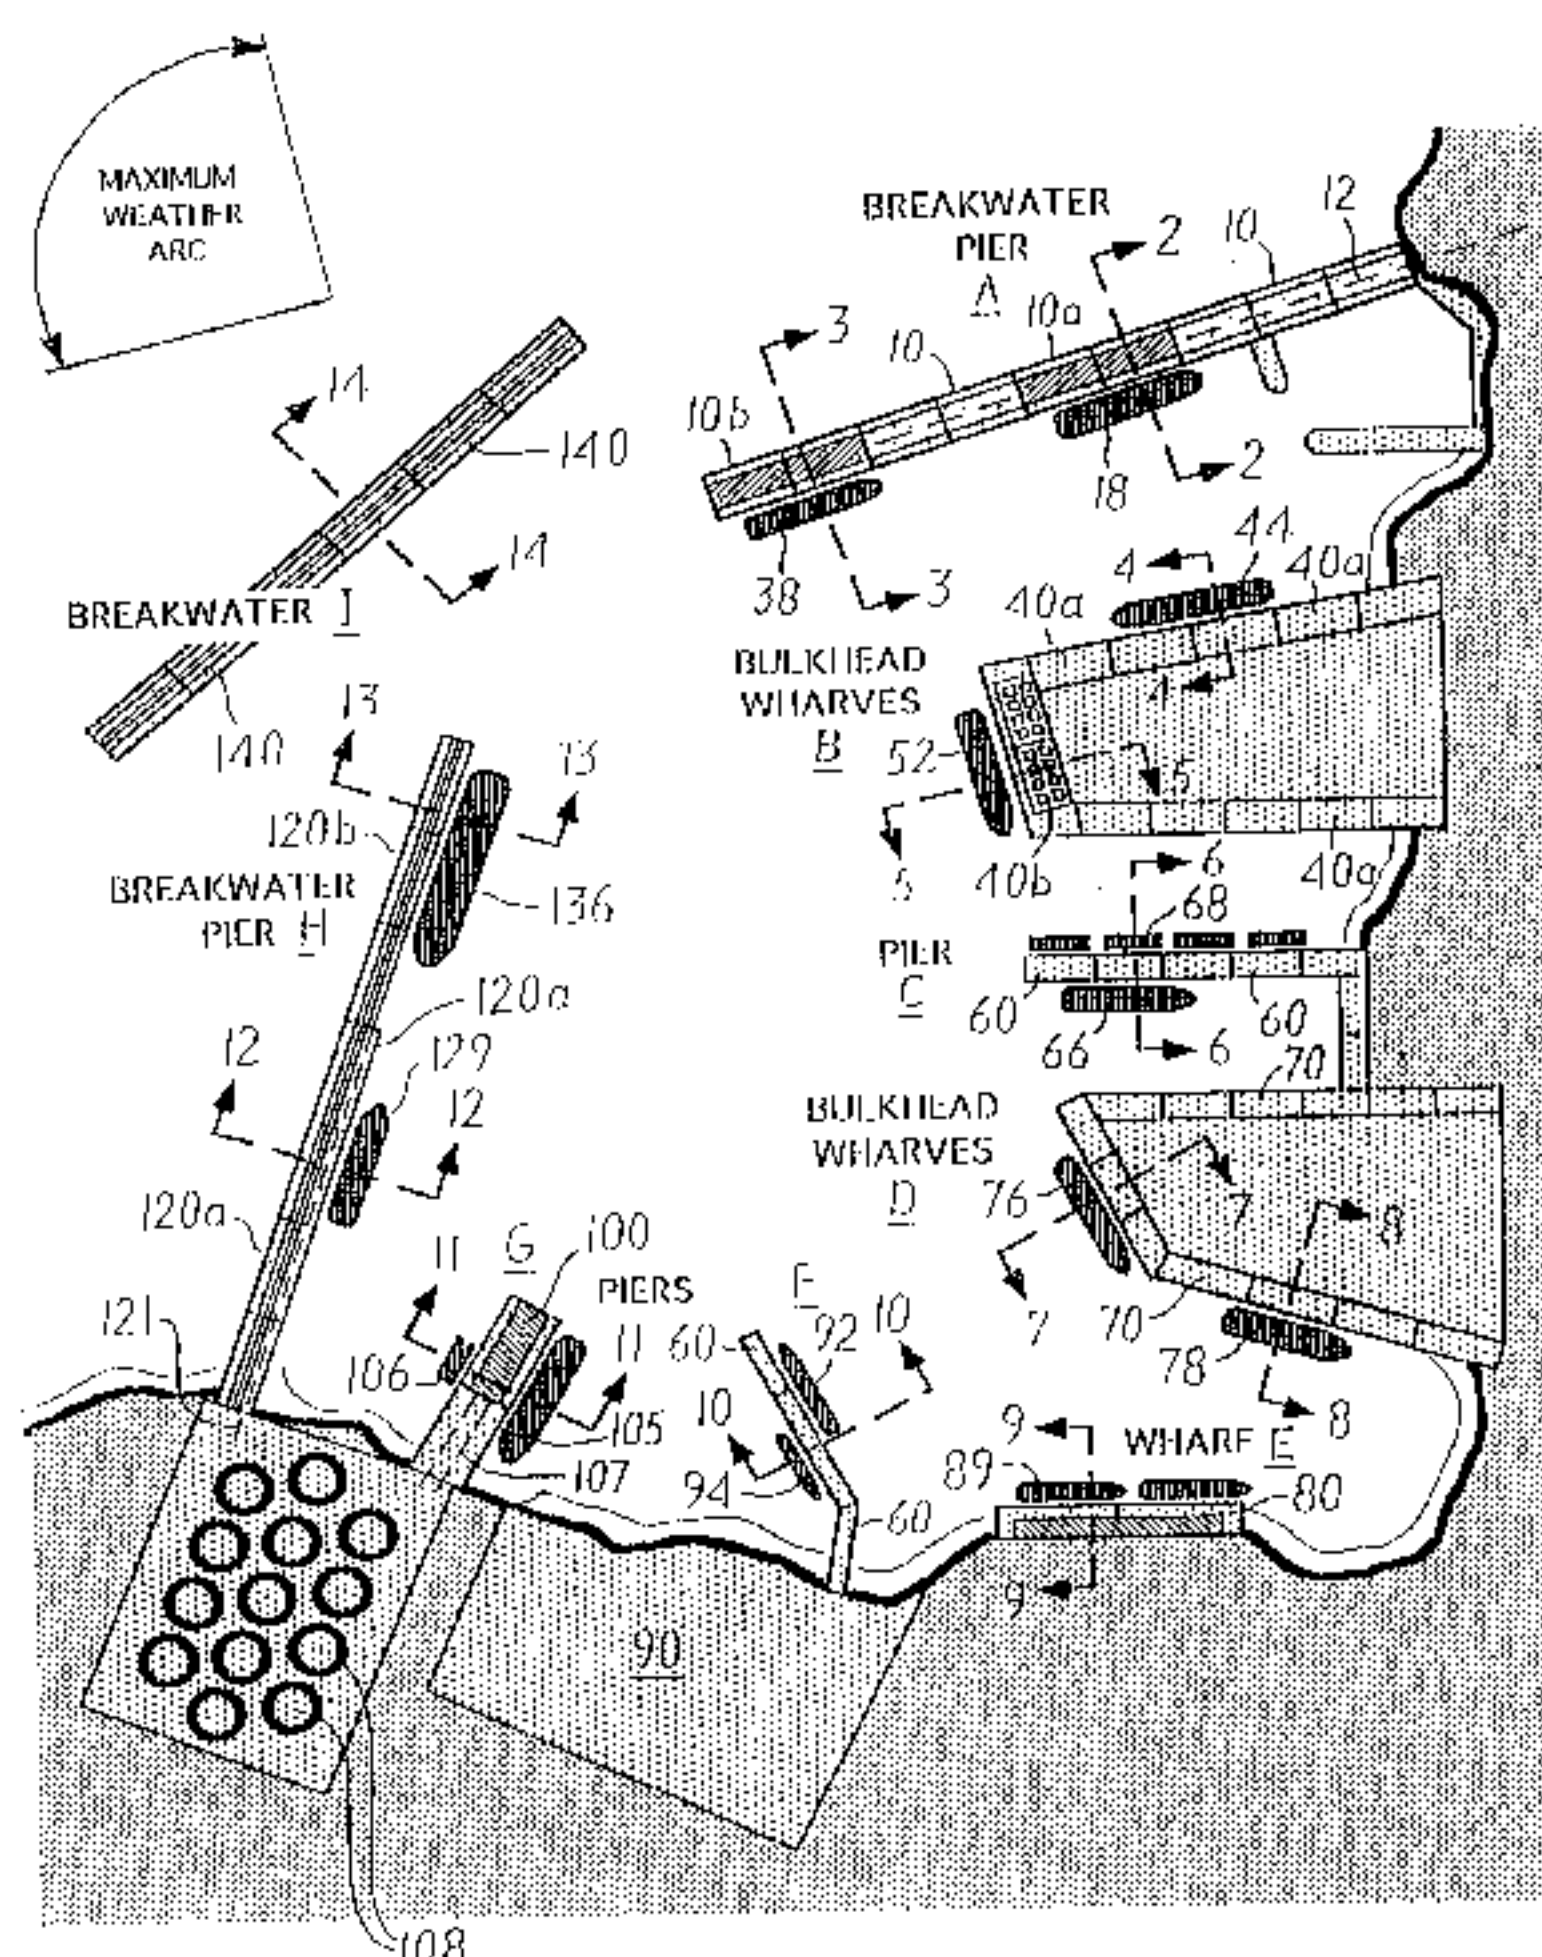 MAXIMUM
WEATHER
ARC
BREAKWATER
PIER
A
2
10
12
10a
3
10
10b
14
140
18
2
38
3
14
44
4
40a
40a
BREAKWATER I
BULKHEAD
WHARVES
B
4
13
140
52
5
13
120b
5
40b
40a
6
68
BREAKWATER
PIER H
136
PIER
C
60
66
60
6
120a
129
12
12
70
BULKHEAD
WHARVES
D
76
7
8
120a
11
G
100
PIERS
F
10
92
7
70
121
60
11
78
106
10
105
9
WHARF E
8
107
94
89
80
60
9
90
108